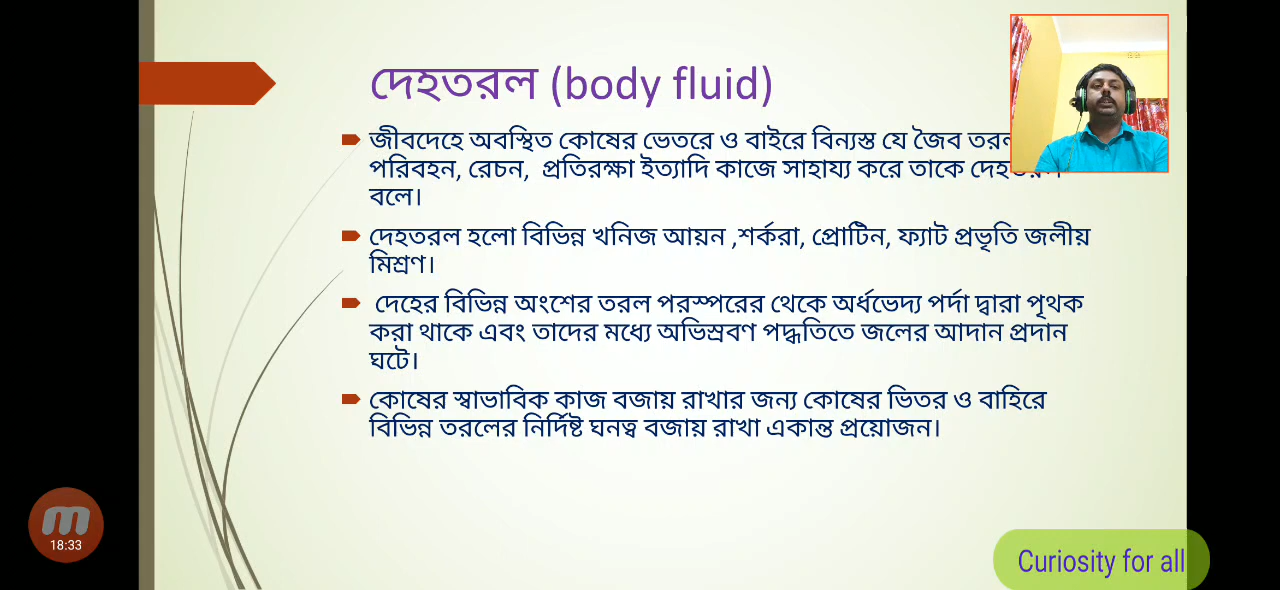 দেহতরল (body fluid)
জীবদেহে অবস্থিত কোষের ভেতরে ও বাইরে বিন্যস্ত যে জৈব
পরিবহন, রেচন, প্রতিরক্ষা ইত্যাদি কাজে সাহায্য করে তাকে
বলে।
দেহতরল হলো বিভিন্ন খনিজ আয়ন ,শর্করা, প্রোটিন, ফ্যাট প্রভৃতি জলীয়
মিশ্রণ।
দেহের বিভিন্ন অংশের তরল পরস্পরের থেকে অর্ধভেদ্য পর্দা দ্বারা পৃথক
করা থাকে এবং তাদের মধ্যে অভিস্রবণ পদ্ধতিতে জলের আদান প্রদান
ঘটে।
কোষের স্বাভাবিক কাজ বজায় রাখার জন্য কোষের ভিতর ও বাহিরে
বিভিন্ন তরলের নির্দিষ্ট ঘনত্ব বজায় রাখা একান্ত প্রয়োজন।
m
18:33
Curiosity for all